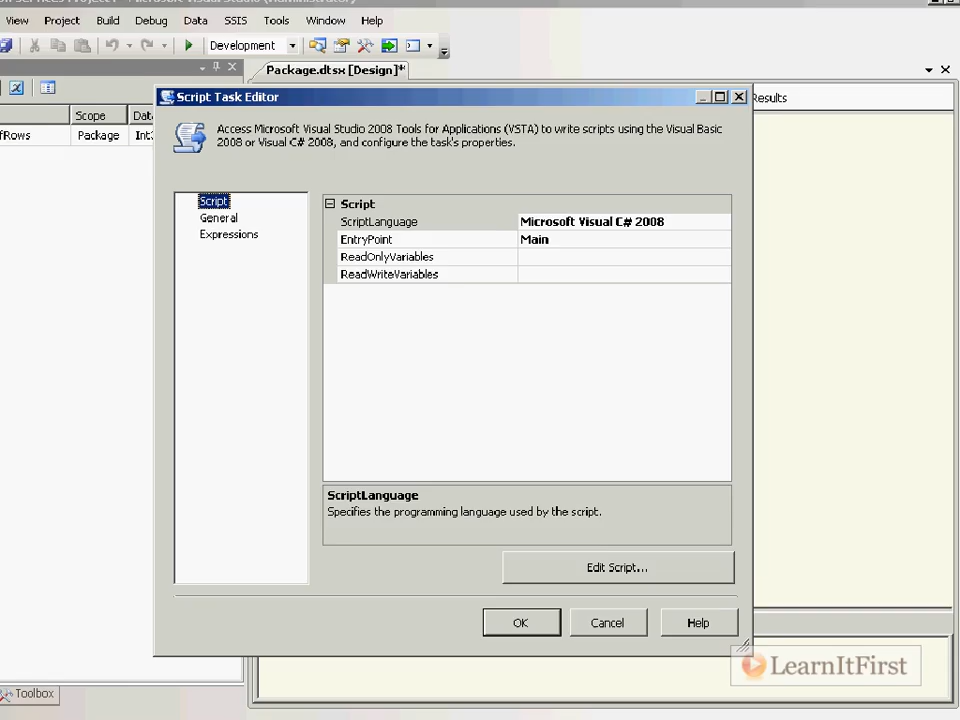 View Project Build Debug Data SSIS Tools Window Help
Development
Package.dtsx [Design]*
Script Task Editor
Results
Scope
fRows Package
Access Microsoft Visual Studio 2008 Tools for Applications (VSTA) to write scripts using the Visual Basic
2008 or Visual C# 2008, and configure the task's properties.
Script
General
Expressions
Script
ScriptLanguage Microsoft Visual C# 2008
EntryPoint Main
ReadOnlyVariables
ReadWriteVariables
ScriptLanguage
Specifies the programming language used by the script.
Edit Script...
OK Cancel Help
LearnItFirst
Toolbox